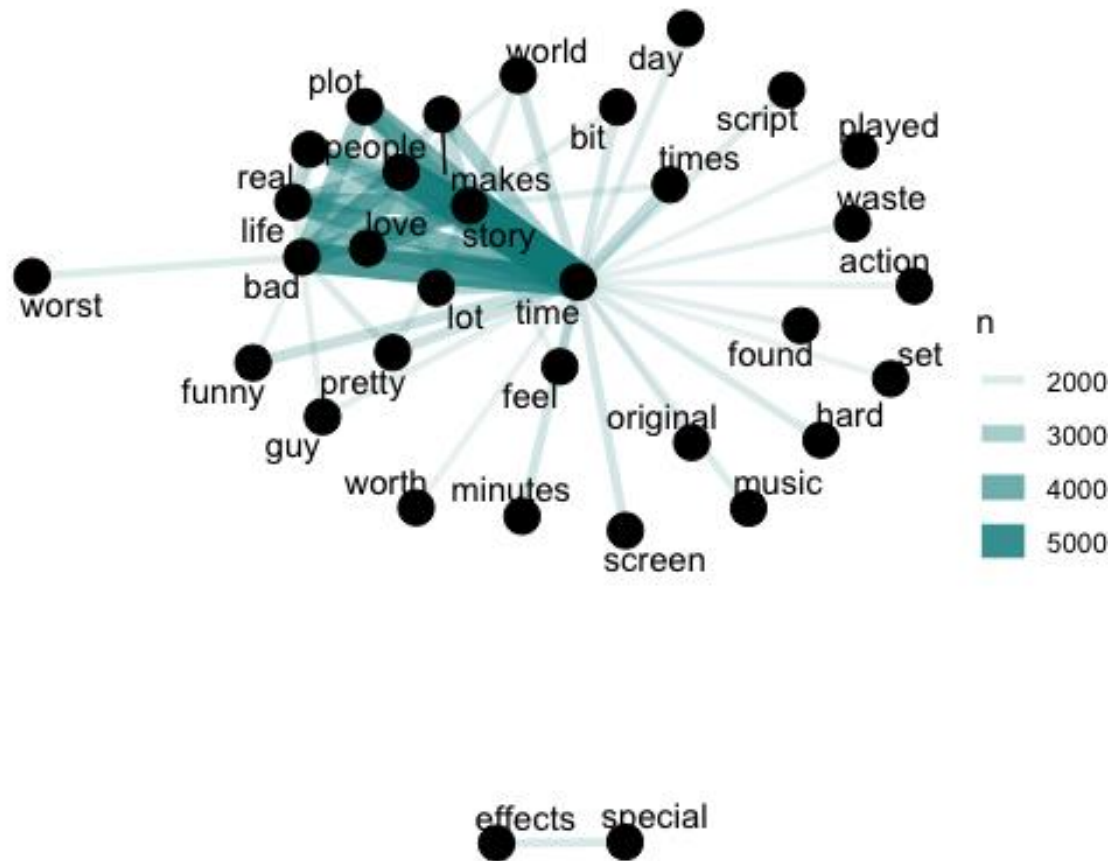 world
day
plot
script
played
bit
people
times
real
makes
waste
love
life
story
action
bad
worst
lot
time
n
found
set
2000
funny
pretty
feel
original
hard
3000
guy
worth
minutes
music
4000
5000
screen
effects
special